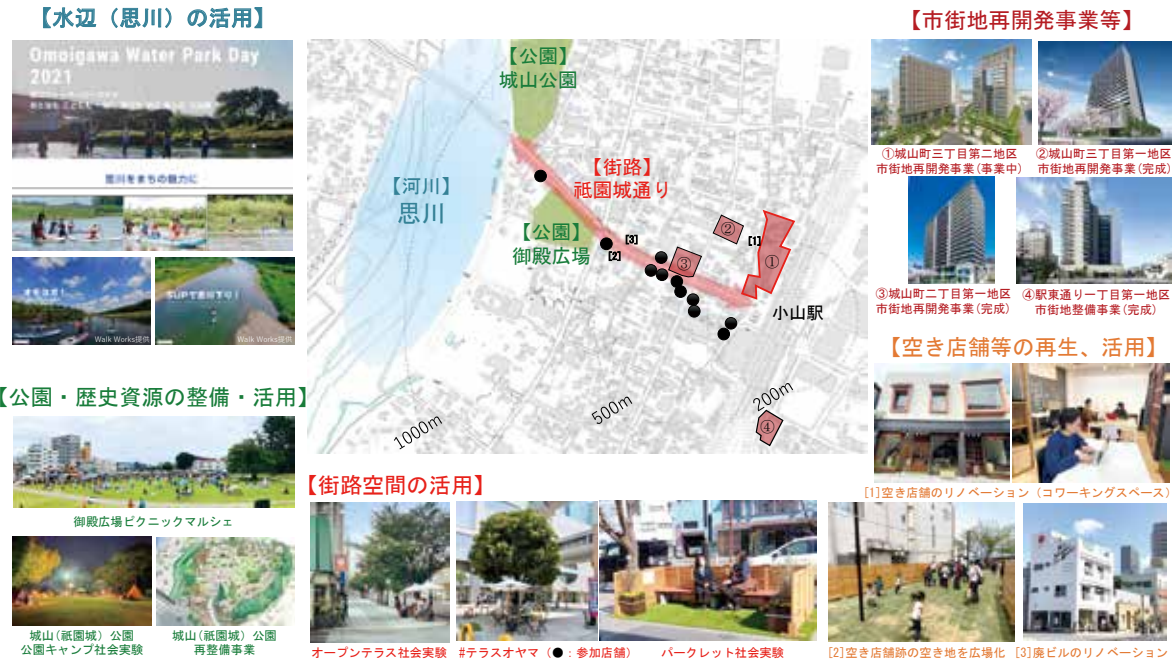 【水辺（思川）の活用】
Omoigawa Water Park Day
2021
思川をまちの魅力に
オモヨガ！
Walk Works提供
SUPで思川下り！
Walk Works提供
【公園・歴史資源の整備・活用】
御殿広場ピクニックマルシェ
城山(祇園城)公園
公園キャンプ社会実験
城山(祇園城)公園
再整備事業
【公園】
城山公園
【河川】
思川
【街路】
祇園城通り
【公園】
御殿広場
[3]
[2]
[1]
②
③
①
小山駅
④
1000m
500m
200m
【街路空間の活用】
オープンテラス社会実験
#テラスオヤマ（●：参加店舗）
パークレット社会実験
【市街地再開発事業等】
①城山町三丁目第二地区
市街地再開発事業(事業中)
②城山町三丁目第一地区
市街地再開発事業(完成)
③城山町二丁目第一地区
市街地再開発事業(完成)
④駅東通り一丁目第一地区
市街地整備事業(完成)
【空き店舗等の再生、活用】
[1]空き店舗のリノベーション（コワーキングスペース）
[2]空き店舗跡の空き地を広場化
[3]廃ビルのリノベーション